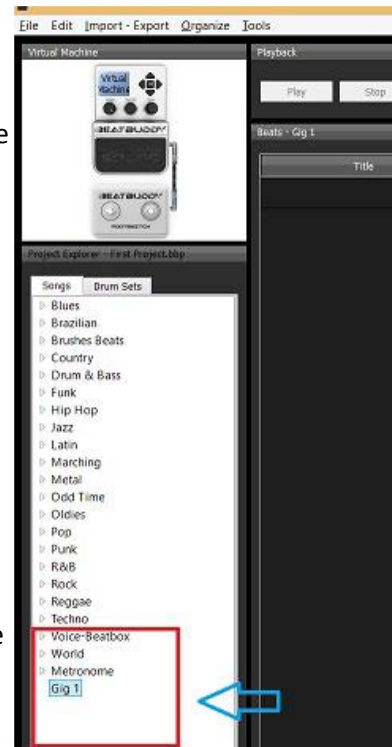 File Edit Import - Export Organize Tools
Virtual Machine
Playback
Virtual
Machine
Play Stop
BEATBUDDY
e
Beats - Gig 1
Title
BEATBUDDY
Project Explorer - First Project.bbp
Songs Drum Sets
Blues
Brazilian
Brushes Beats
Country
Drum & Bass
Funk
Hip Hop
Jazz
Latin
Marching
Metal
Odd Time
Oldies
Pop
Punk
R&B
Rock
Reggae
Techno
e
Voice-Beatbox
World
Metronome
Gig 1